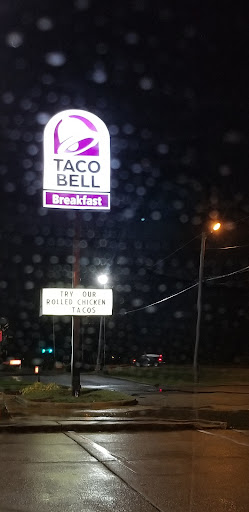 TACO
BELL
Breakfast
TRY OUR
ROLLED CHICKEN
TACOS